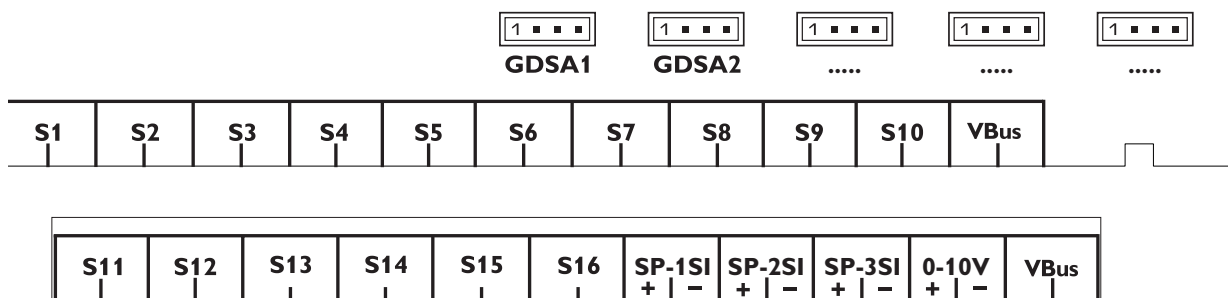 1 1 1 1 1
GDSA1 GDSA2 ..... ..... .....
S1 S2 S3 S4 S5 S6 S7 S8 S9 S10 VBus
S11 S12 S13 S14 S15 S16 SP-1SI SP-2SI SP-3SI 0-10V VBus
+ − + − + − + −